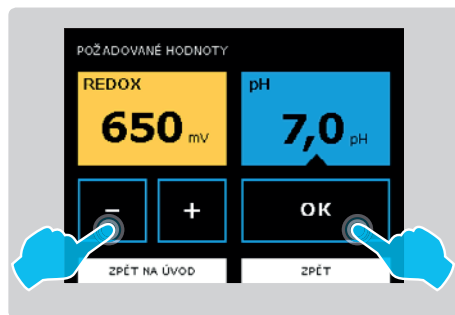 POŽADOVANÉ HODNOTY
REDOX
pH
650 mV
7,0 pH
− + OK
ZPĚT NA ÚVOD ZPĚT